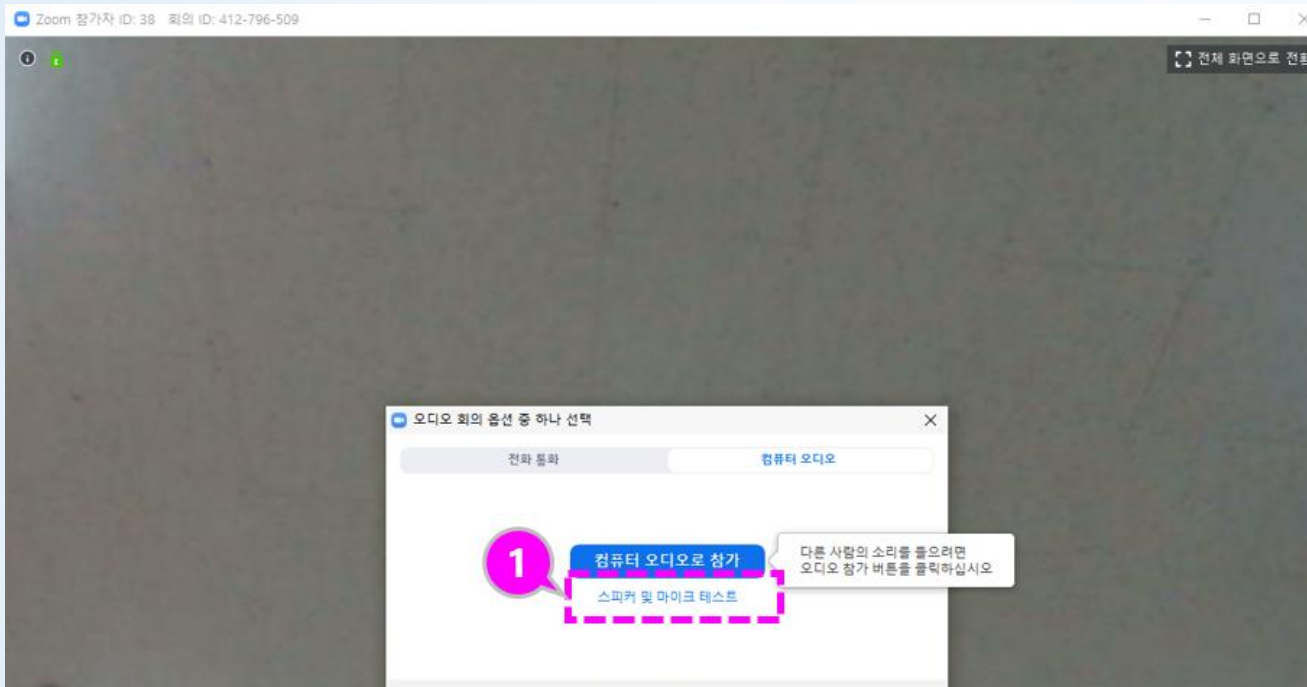 Zoom 참가자 ID: 38 회의 ID: 412-796-509
전체 화면으로 전환
오디오 회의 옵션 중 하나 선택
전화 통화
컴퓨터 오디오
1
컴퓨터 오디오로 참가
다른 사람의 소리를 들으려면
오디오 참가 버튼을 클릭하십시오
스피커 및 마이크 테스트